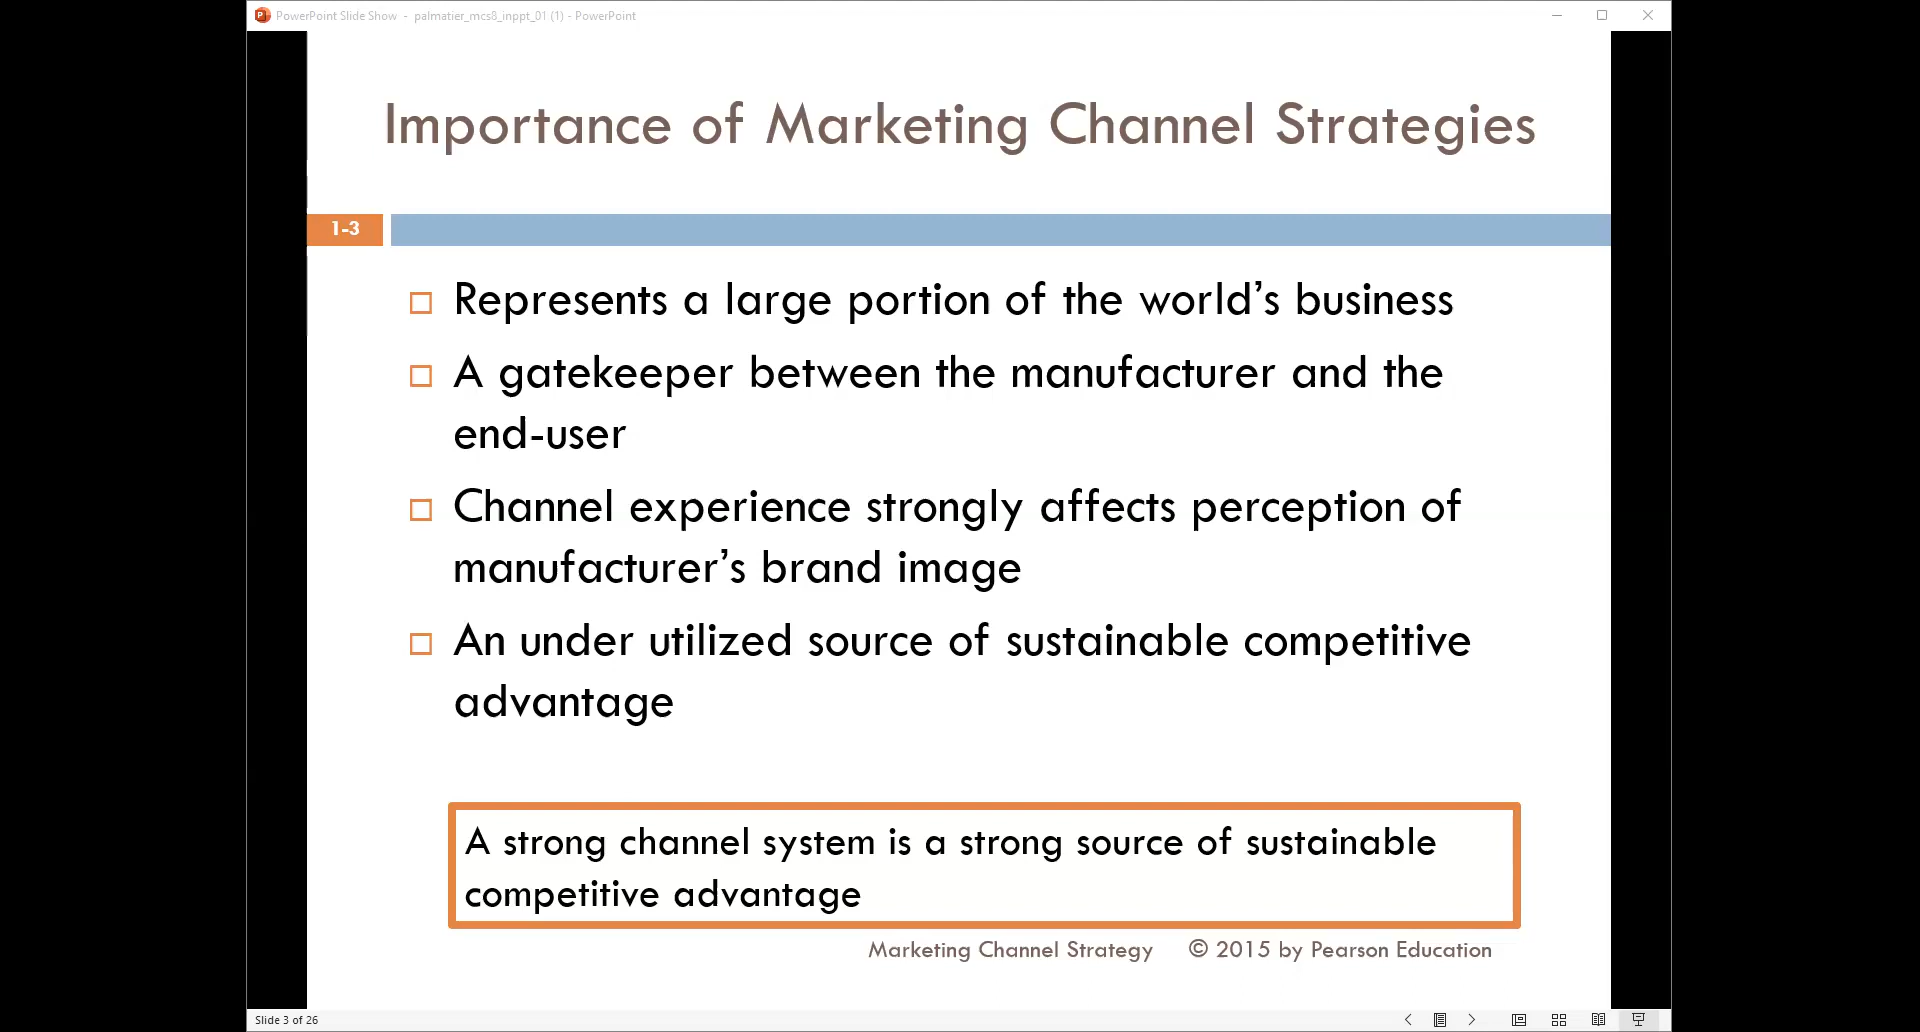 PowerPoint Slide Show - palmatier_mcs8_inppt_01 (1) - PowerPoint
Importance of Marketing Channel Strategies
1-3
Represents a large portion of the world’s business
A gatekeeper between the manufacturer and the
end-user
Channel experience strongly affects perception of
manufacturer’s brand image
An under utilized source of sustainable competitive
advantage
A strong channel system is a strong source of sustainable
competitive advantage
Marketing Channel Strategy © 2015 by Pearson Education
Slide 3 of 26